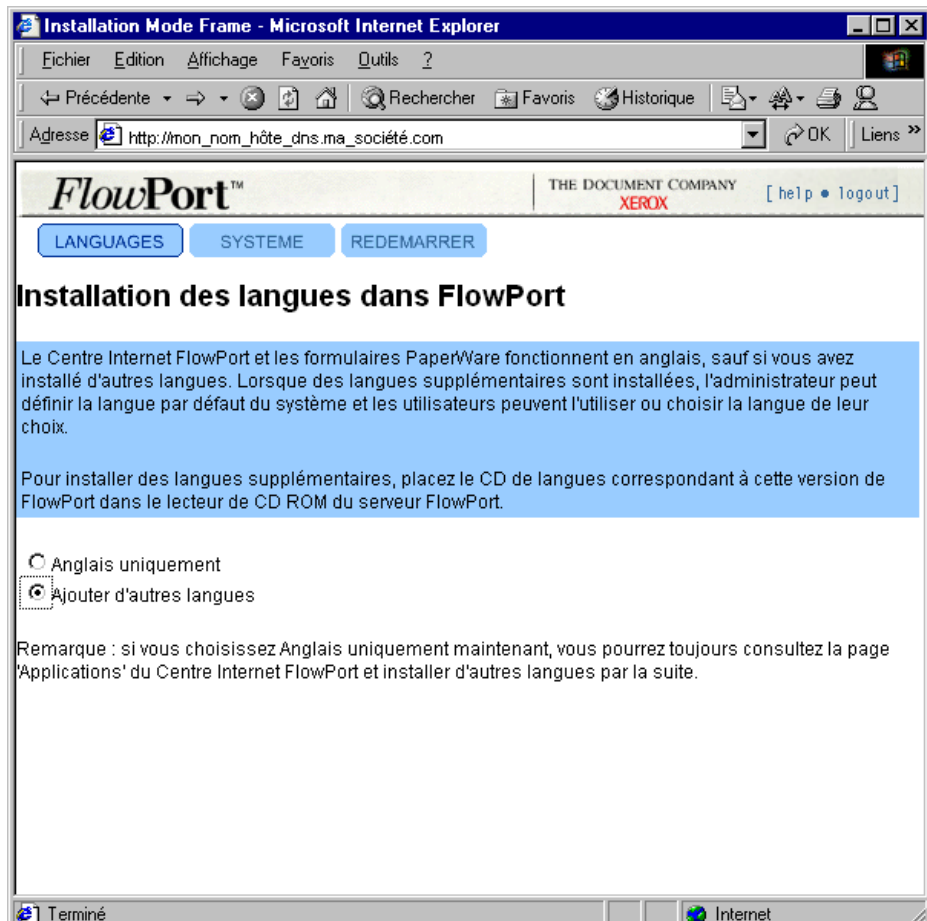 Installation Mode Frame - Microsoft Internet Explorer
Fichier Edition Affichage Favoris Outils ?
Précédente Rechercher Favoris Historique
Adresse http://mon_nom_hôte_dns.ma_société.com OK Liens »
FlowPort™ THE DOCUMENT COMPANY [help • logout]
XEROX
LANGUAGES SYSTEME REDEMARRER
Installation des langues dans FlowPort
Le Centre Internet FlowPort et les formulaires PaperWare fonctionnent en anglais, sauf si vous avez
installé d'autres langues. Lorsque des langues supplémentaires sont installées, l'administrateur peut
définir la langue par défaut du système et les utilisateurs peuvent l'utiliser ou choisir la langue de leur
choix.
Pour installer des langues supplémentaires, placez le CD de langues correspondant à cette version de
FlowPort dans le lecteur de CD ROM du serveur FlowPort.
Anglais uniquement
Ajouter d'autres langues
Remarque : si vous choisissez Anglais uniquement maintenant, vous pourrez toujours consultez la page
'Applications' du Centre Internet FlowPort et installer d'autres langues par la suite.
Terminé Internet